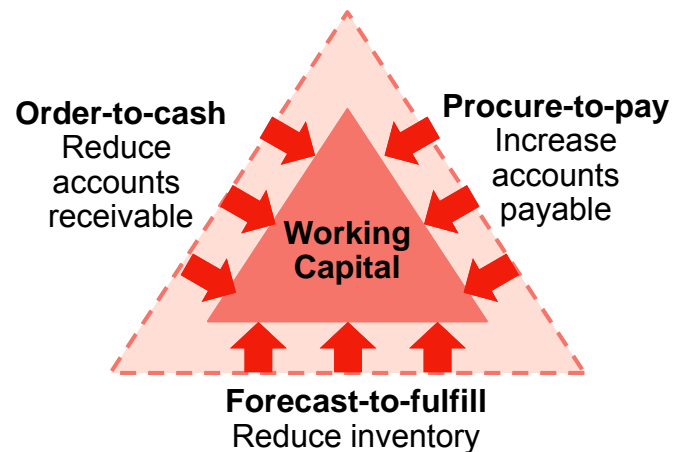 Order-to-cash
Reduce
accounts
receivable
Procure-to-pay
Increase
accounts
payable
Working
Capital
Forecast-to-fulfill
Reduce inventory